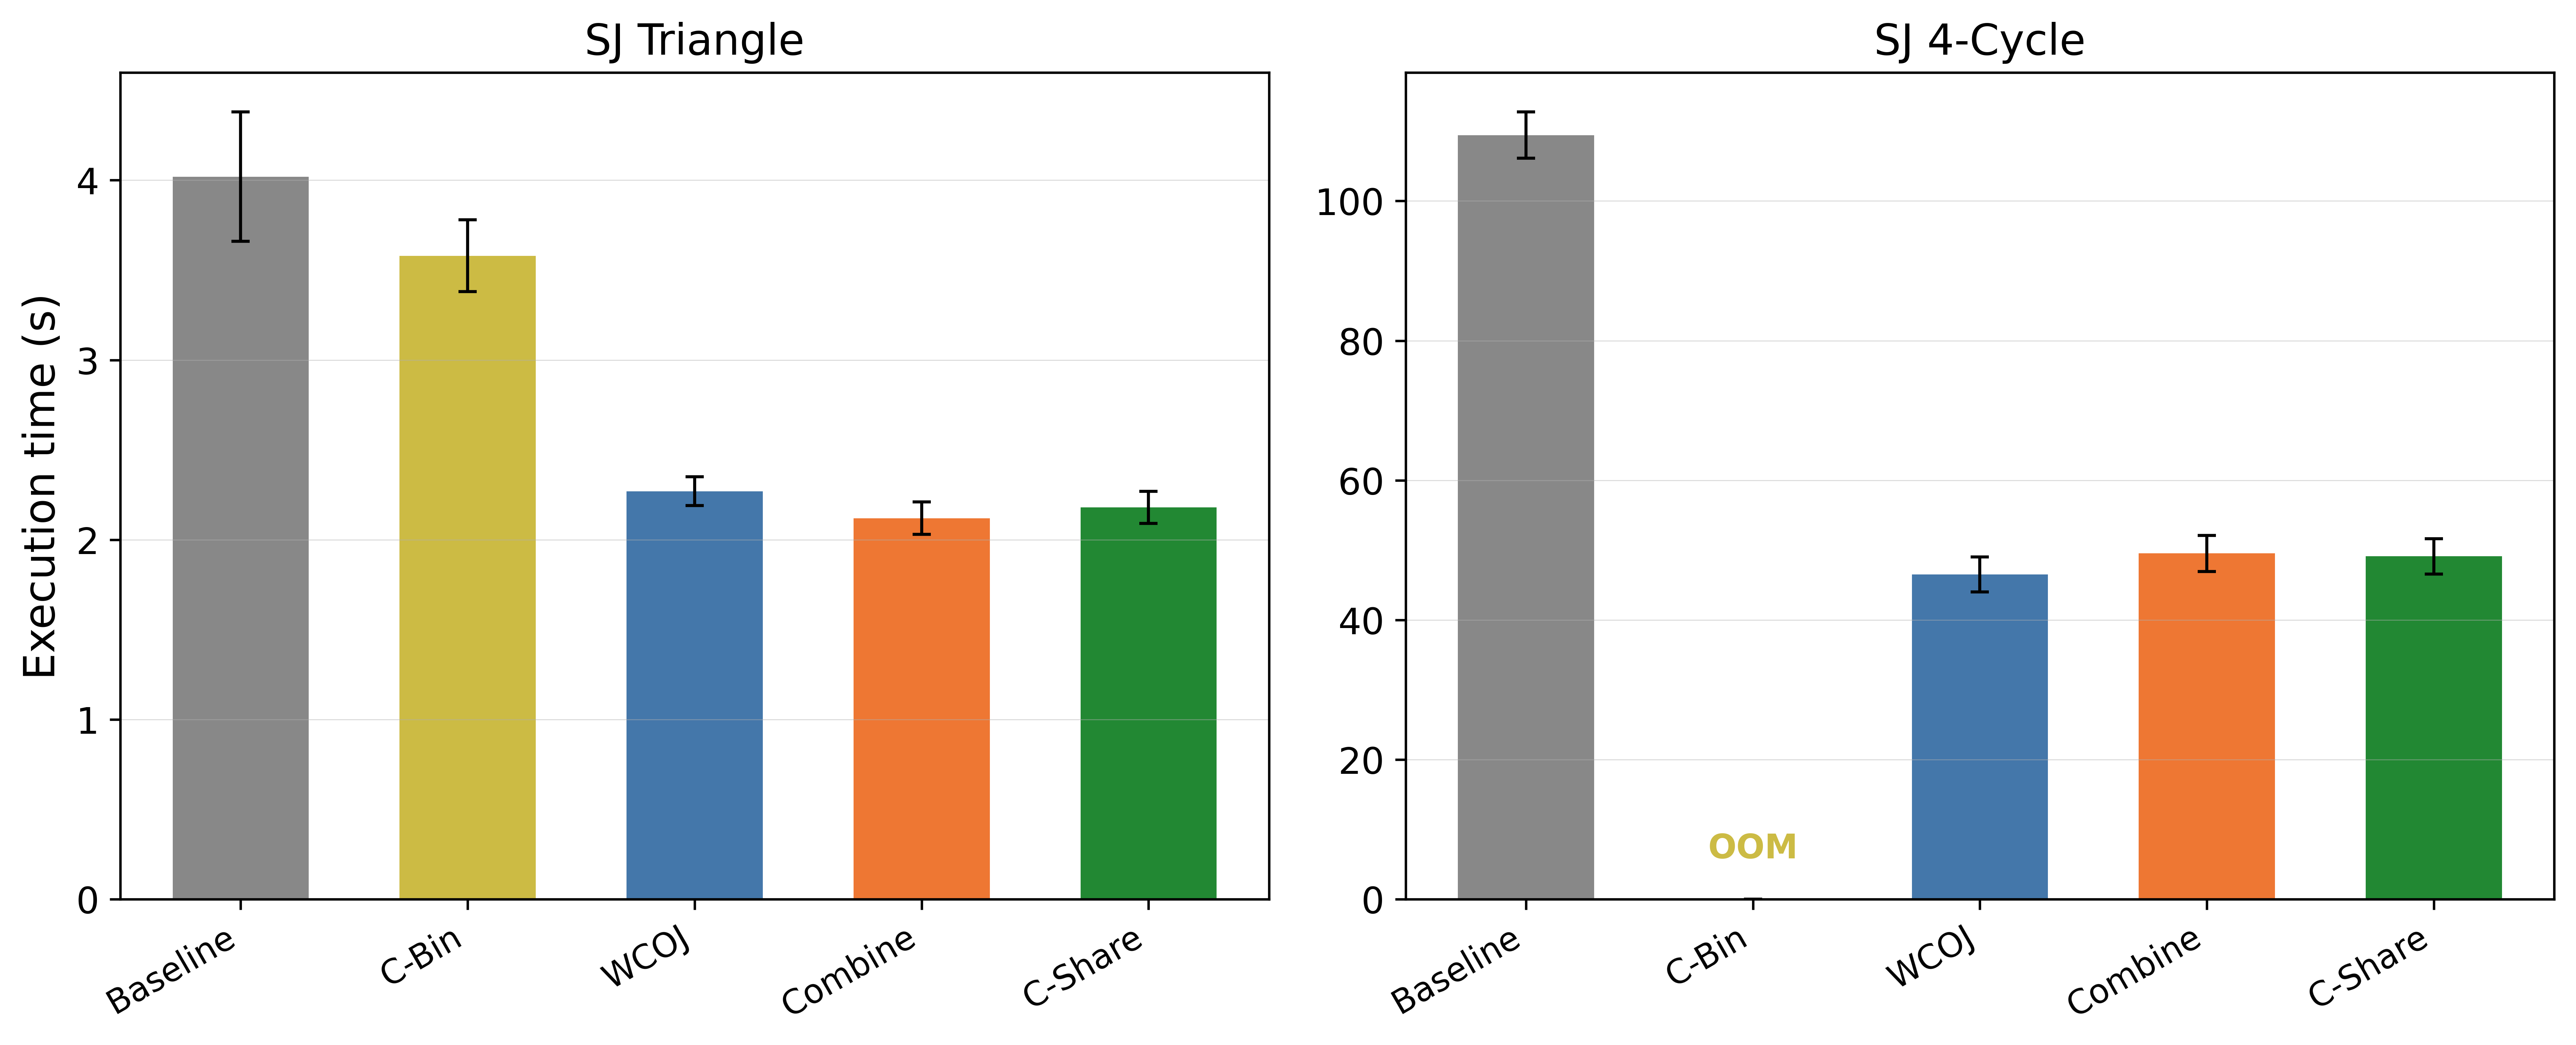 SJ Triangle
Execution time (s)
4
3
2
1
0
Baseline
C-Bin
WCOJ
Combine
C-Share
SJ 4-Cycle
100
80
60
40
20
0
OOM
Baseline
C-Bin
WCOJ
Combine
C-Share